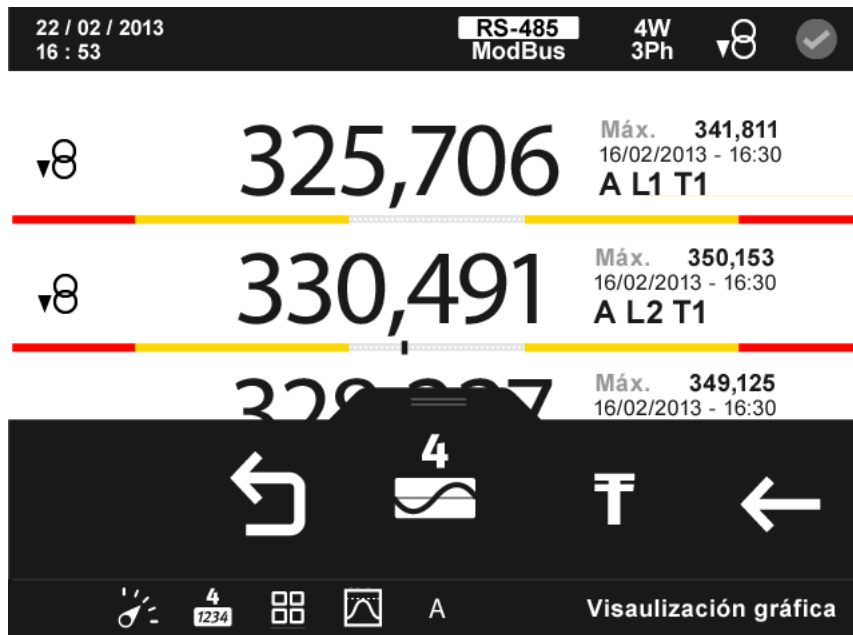 22 / 02 / 2013
16 : 53
RS-485
ModBus
4W
3Ph
325,706
Máx. 341,811
16/02/2013 - 16:30
A L1 T1
330,491
Máx. 350,153
16/02/2013 - 16:30
A L2 T1
Máx. 349,125
16/02/2013 - 16:30
4
4
1234
A
Visaulización gráfica